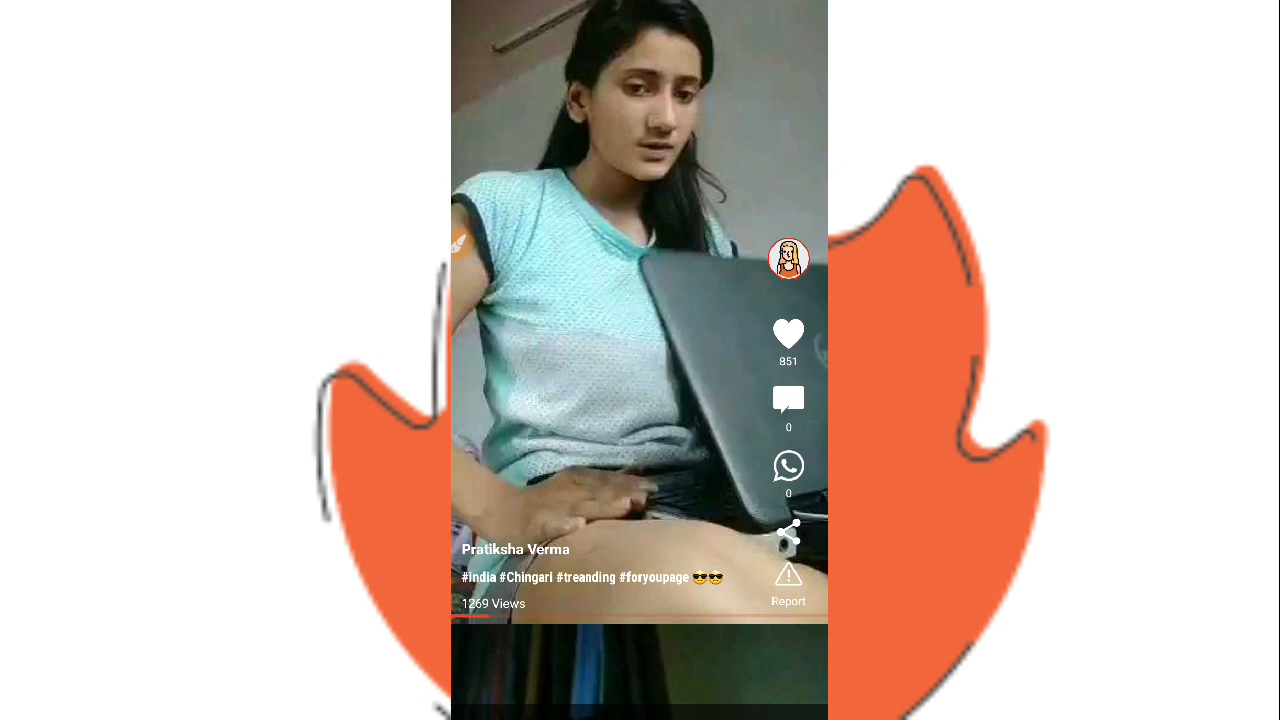 851
0
0
Pratiksha Verma
#india #Chingari #treanding #foryoupage 😎😎
1269 Views
Report